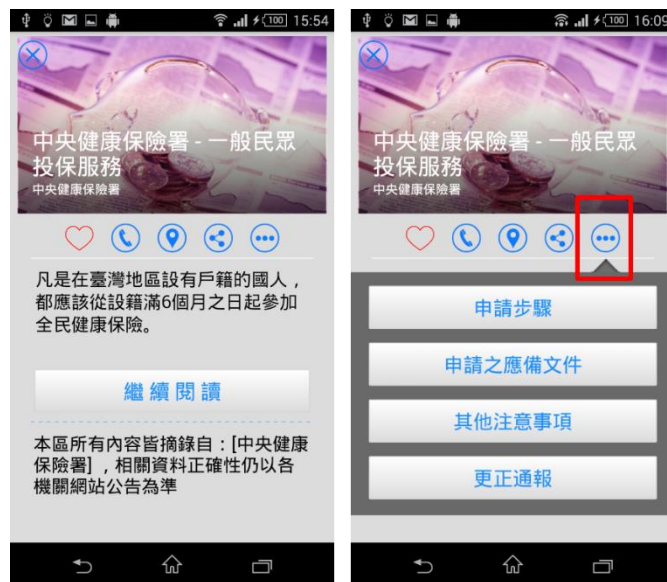 100 15:54
中央健康保險署 - 一般民眾
投保服務
中央健康保險署
凡是在臺灣地區設有戶籍的國人，
都應該從設籍滿6個月之日起參加
全民健康保險。
繼續閱讀
本區所有內容皆摘錄自：[中央健康
保險署] ，相關資料正確性仍以各
機關網站公告為準
100 16:09
中央健康保險署 - 一般民眾
投保服務
中央健康保險署
申請步驟
申請之應備文件
其他注意事項
更正通報